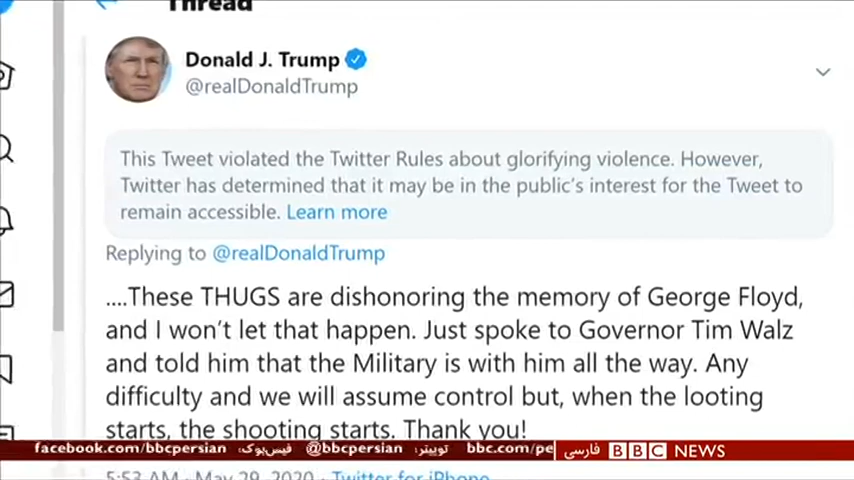 Thread
Donald J. Trump
@realDonaldTrump
This Tweet violated the Twitter Rules about glorifying violence. However,
Twitter has determined that it may be in the public's interest for the Tweet to
remain accessible. Learn more
Replying to @realDonaldTrump
....These THUGS are dishonoring the memory of George Floyd,
and I won't let that happen. Just spoke to Governor Tim Walz
and told him that the Military is with him all the way. Any
difficulty and we will assume control but, when the looting
starts, the shooting starts. Thank you!
facebook.com/bbcpersian فیس‌بوک: @bbcpersian توییتر: bbc.com/pe فارسی BBC NEWS
5:53 AM · May 29, 2020 · Twitter for iPhone